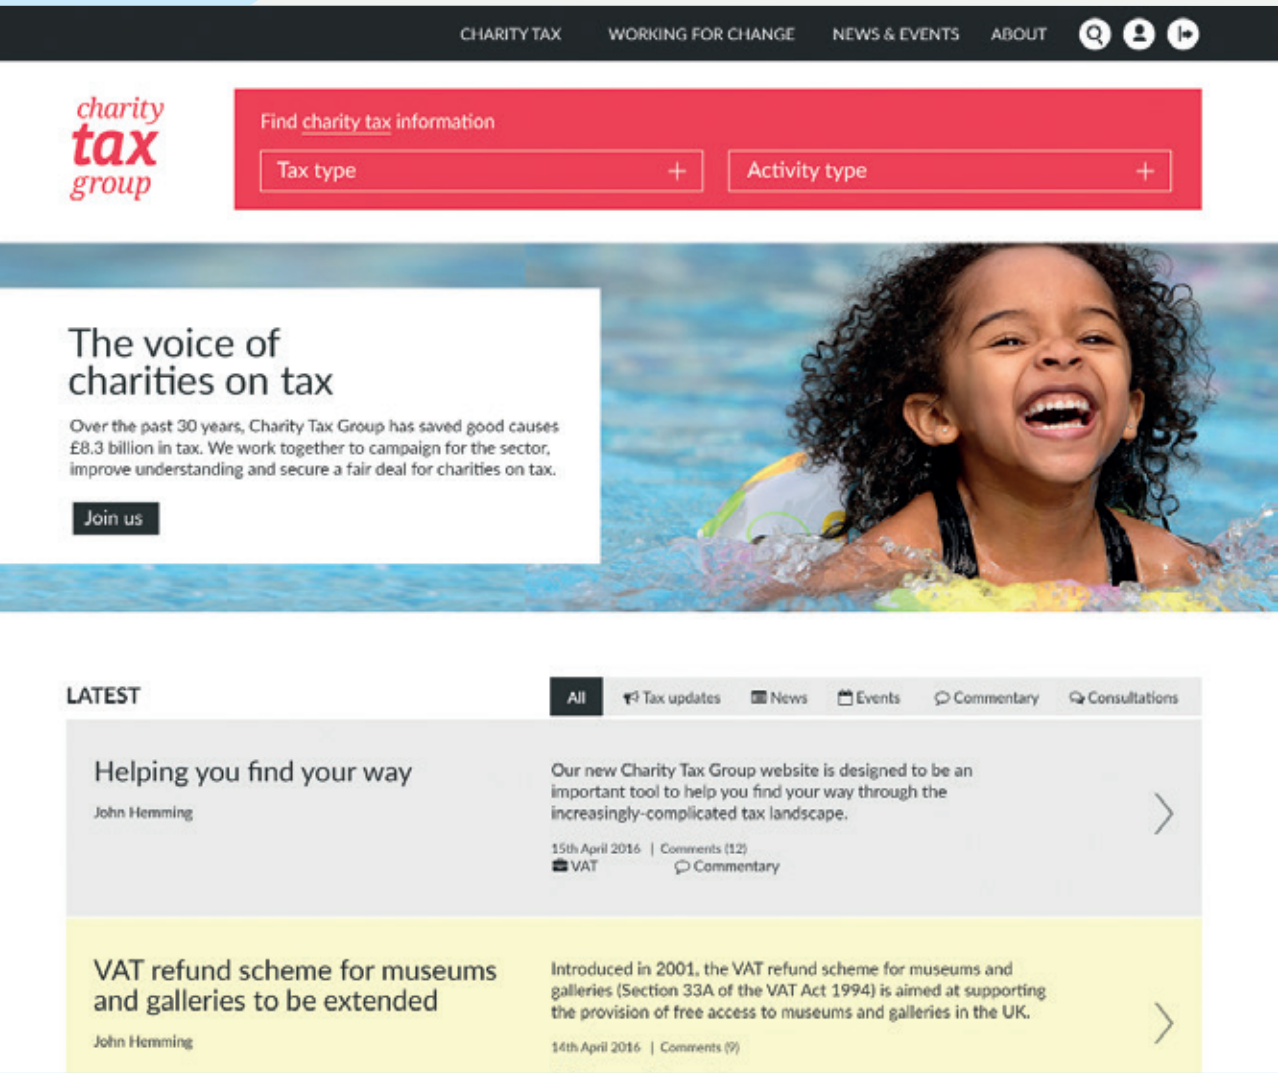 CHARITY TAX WORKING FOR CHANGE NEWS & EVENTS ABOUT
charity
tax
group
Find charity tax information
Tax type
Activity type
The voice of
charities on tax
Over the past 30 years, Charity Tax Group has saved good causes
£8.3 billion in tax. We work together to campaign for the sector,
improve understanding and secure a fair deal for charities on tax.
Join us
LATEST
All Tax updates News Events Commentary Consultations
Helping you find your way
John Hemming
Our new Charity Tax Group website is designed to be an
important tool to help you find your way through the
increasingly-complicated tax landscape.
15th April 2016 | Comments (12)
VAT Commentary
VAT refund scheme for museums
and galleries to be extended
John Hemming
Introduced in 2001, the VAT refund scheme for museums and
galleries (Section 33A of the VAT Act 1994) is aimed at supporting
the provision of free access to museums and galleries in the UK.
14th April 2016 | Comments (9)